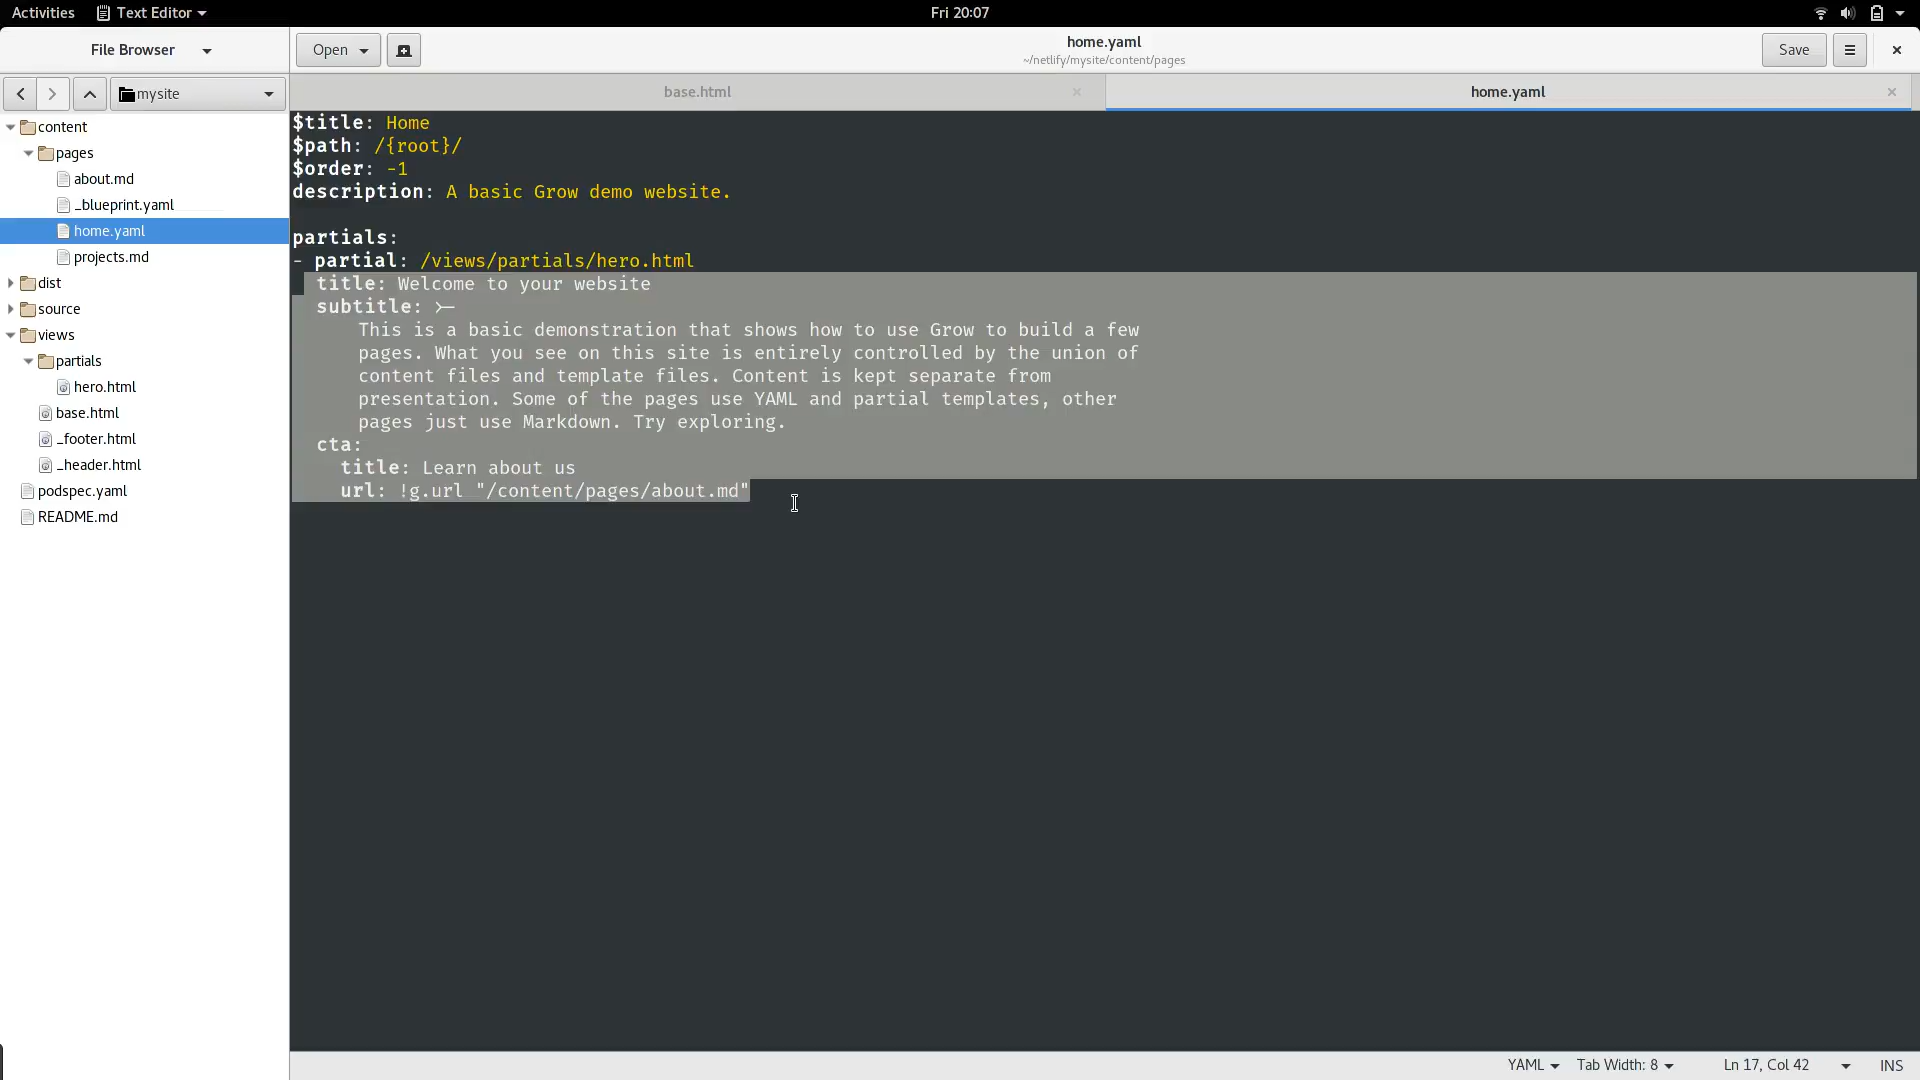 Activities
Text Editor
Fri 20:07
File Browser
Open
home.yaml
~/netlify/mysite/content/pages
Save
mysite
base.html
home.yaml
content
pages
about.md
_blueprint.yaml
home.yaml
projects.md
dist
source
views
partials
hero.html
base.html
_footer.html
_header.html
podspec.yaml
README.md
$title: Home
$path: /{root}/
$order: -1
description: A basic Grow demo website.
partials:
- partial: /views/partials/hero.html
title: Welcome to your website
subtitle: >-
This is a basic demonstration that shows how to use Grow to build a few
pages. What you see on this site is entirely controlled by the union of
content files and template files. Content is kept separate from
presentation. Some of the pages use YAML and partial templates, other
pages just use Markdown. Try exploring.
cta:
title: Learn about us
url: !g.url "/content/pages/about.md"
YAML
Tab Width: 8
Ln 17, Col 42
INS